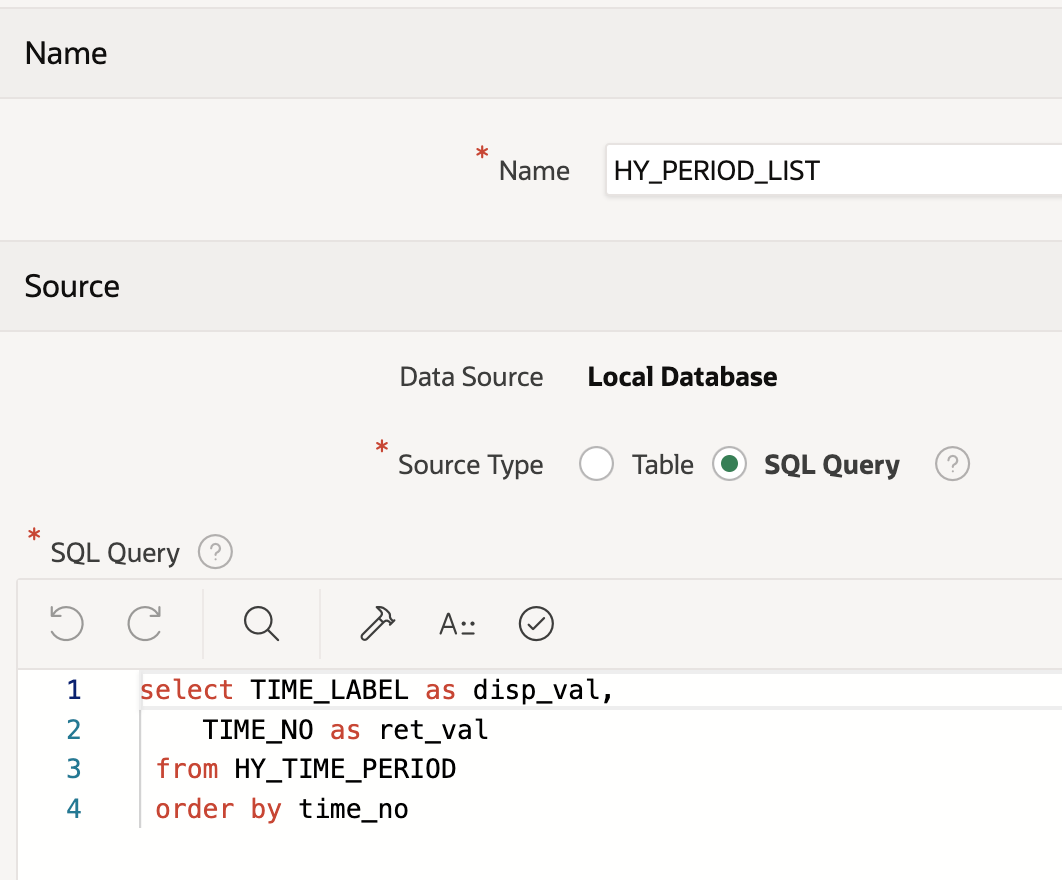 Name
* Name HY_PERIOD_LIST
Source
Data Source Local Database
* Source Type Table SQL Query ?
* SQL Query ?
A::
1 select TIME_LABEL as disp_val,
2 TIME_NO as ret_val
3 from HY_TIME_PERIOD
4 order by time_no